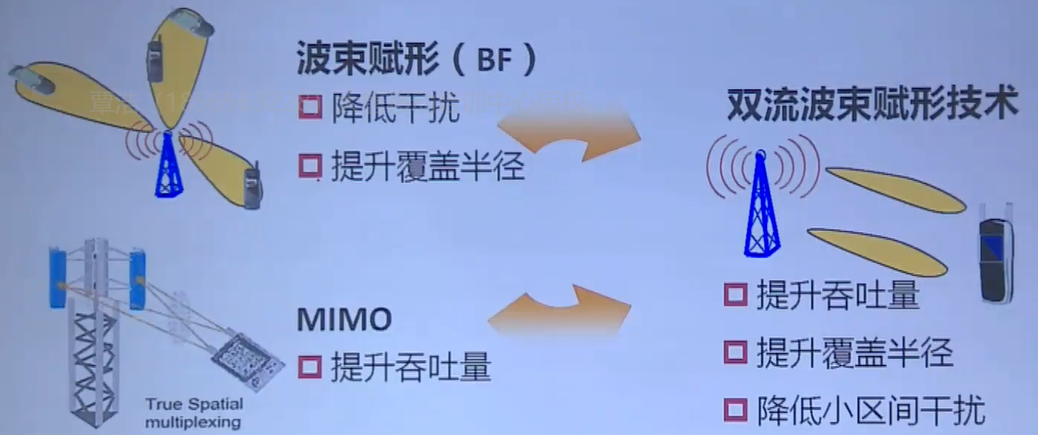 波束赋形（BF）
降低干扰
提升覆盖半径
双流波束赋形技术
MIMO
提升吞吐量
True Spatial
multiplexing
提升吞吐量
提升覆盖半径
降低小区间干扰